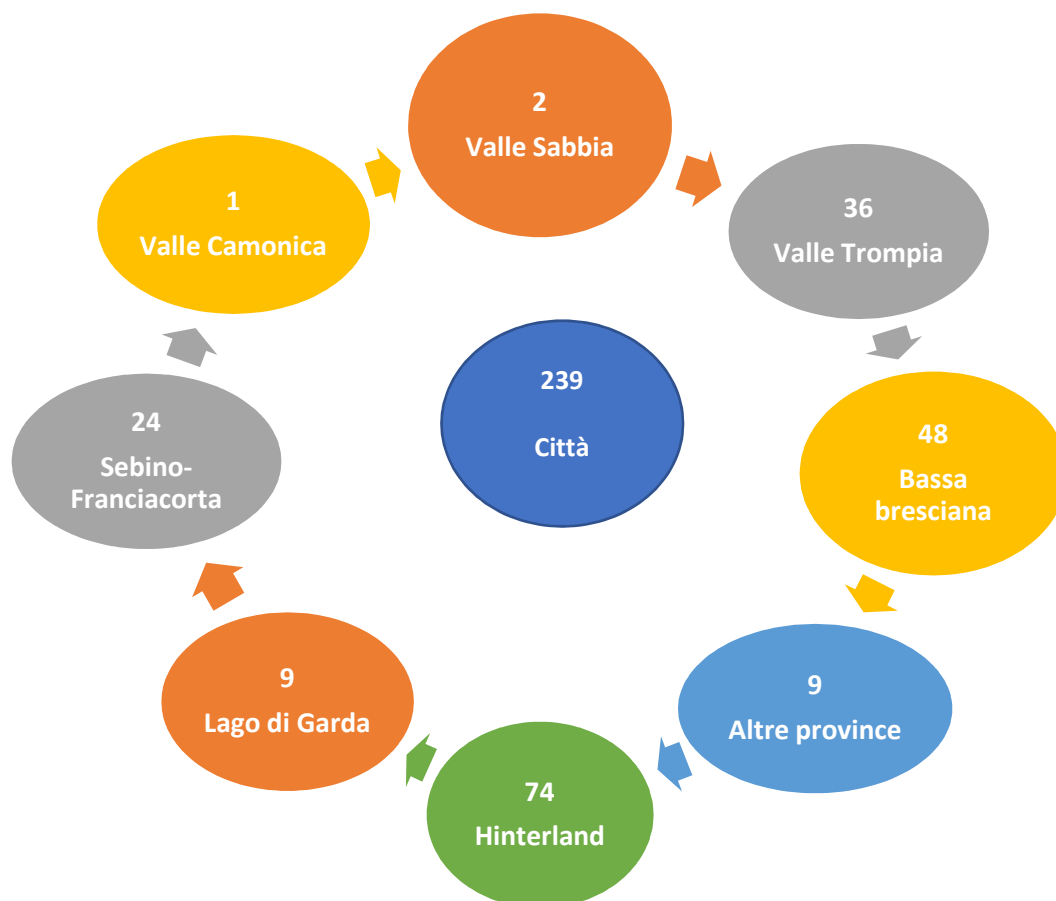 2
Valle Sabbia
36
Valle Trompia
48
Bassa
bresciana
9
Altre province
74
Hinterland
9
Lago di Garda
24
Sebino-
Franciacorta
1
Valle Camonica
239
Città